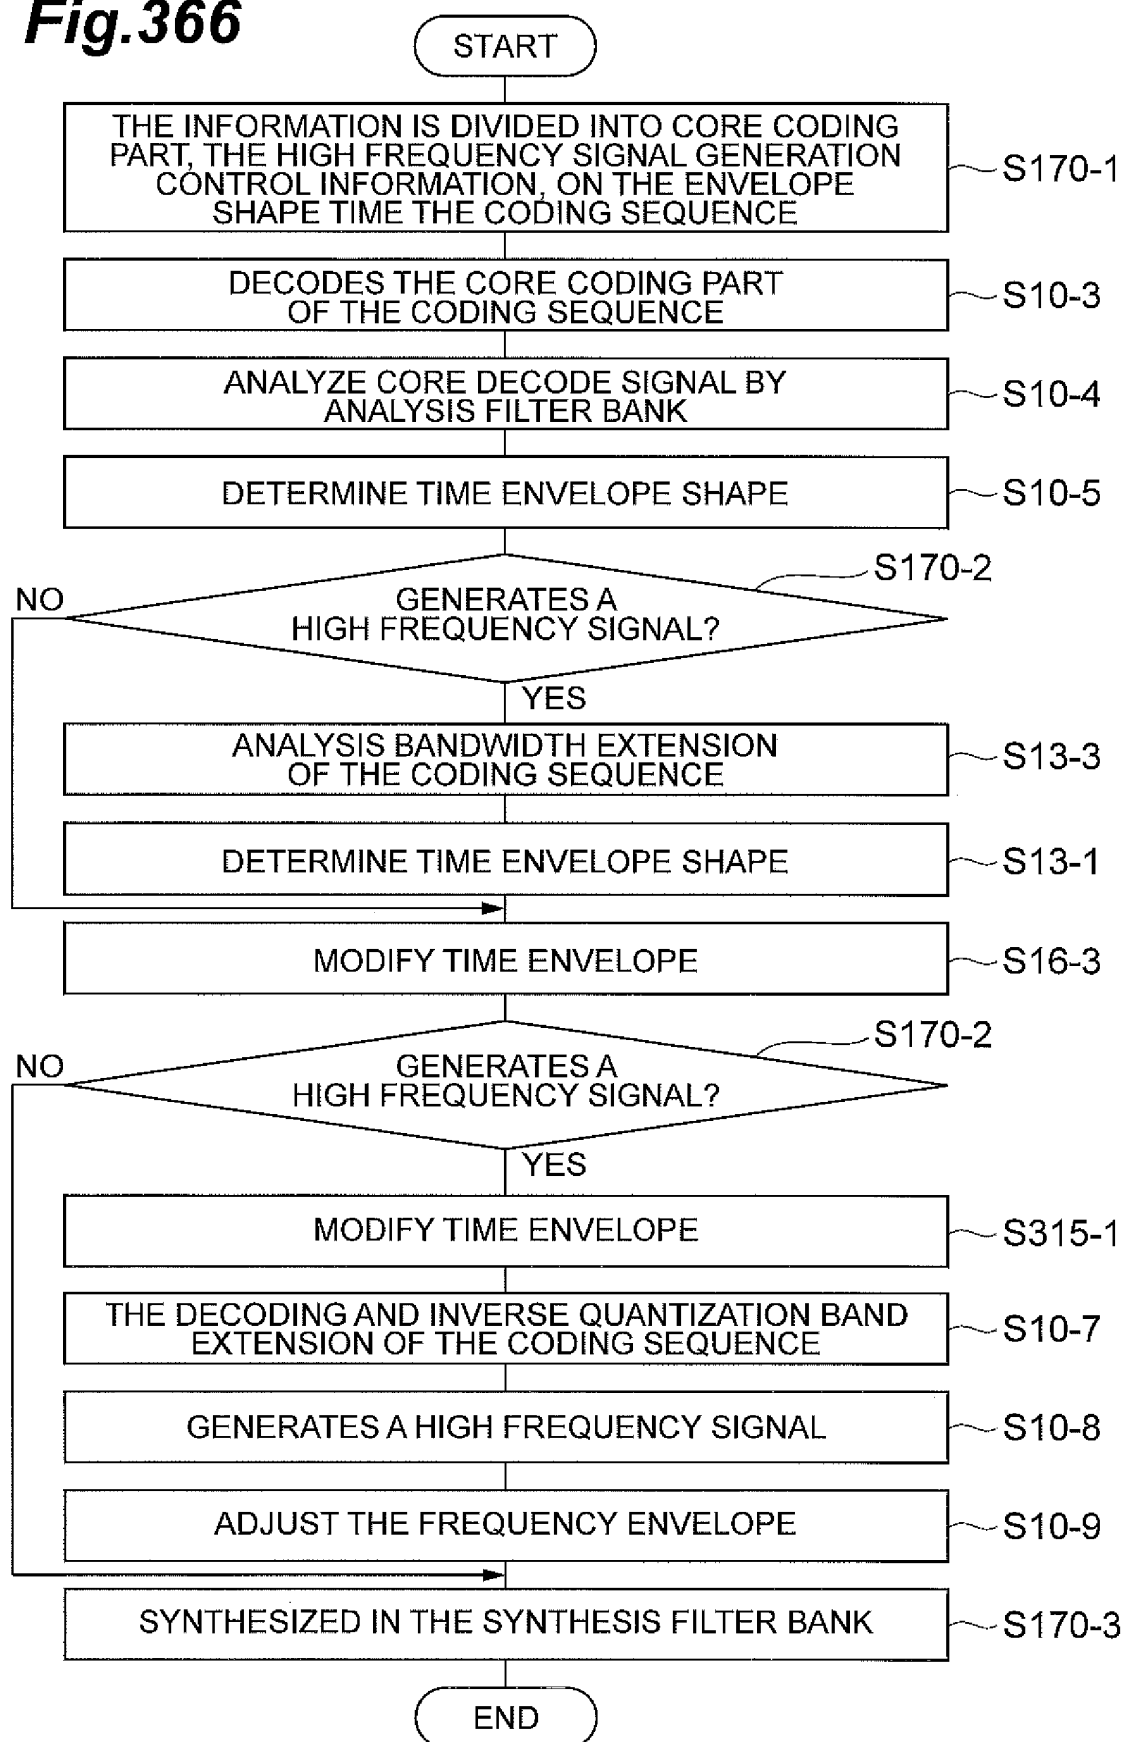 Fig.366
START
THE INFORMATION IS DIVIDED INTO CORE CODING
PART, THE HIGH FREQUENCY SIGNAL GENERATION
CONTROL INFORMATION, ON THE ENVELOPE
SHAPE TIME THE CODING SEQUENCE
S170-1
DECODES THE CORE CODING PART
OF THE CODING SEQUENCE
S10-3
ANALYZE CORE DECODE SIGNAL BY
ANALYSIS FILTER BANK
S10-4
DETERMINE TIME ENVELOPE SHAPE
S10-5
S170-2
NO
GENERATES A
HIGH FREQUENCY SIGNAL?
YES
ANALYSIS BANDWIDTH EXTENSION
OF THE CODING SEQUENCE
S13-3
DETERMINE TIME ENVELOPE SHAPE
S13-1
MODIFY TIME ENVELOPE
S16-3
S170-2
NO
GENERATES A
HIGH FREQUENCY SIGNAL?
YES
MODIFY TIME ENVELOPE
S315-1
THE DECODING AND INVERSE QUANTIZATION BAND
EXTENSION OF THE CODING SEQUENCE
S10-7
GENERATES A HIGH FREQUENCY SIGNAL
S10-8
ADJUST THE FREQUENCY ENVELOPE
S10-9
SYNTHESIZED IN THE SYNTHESIS FILTER BANK
S170-3
END